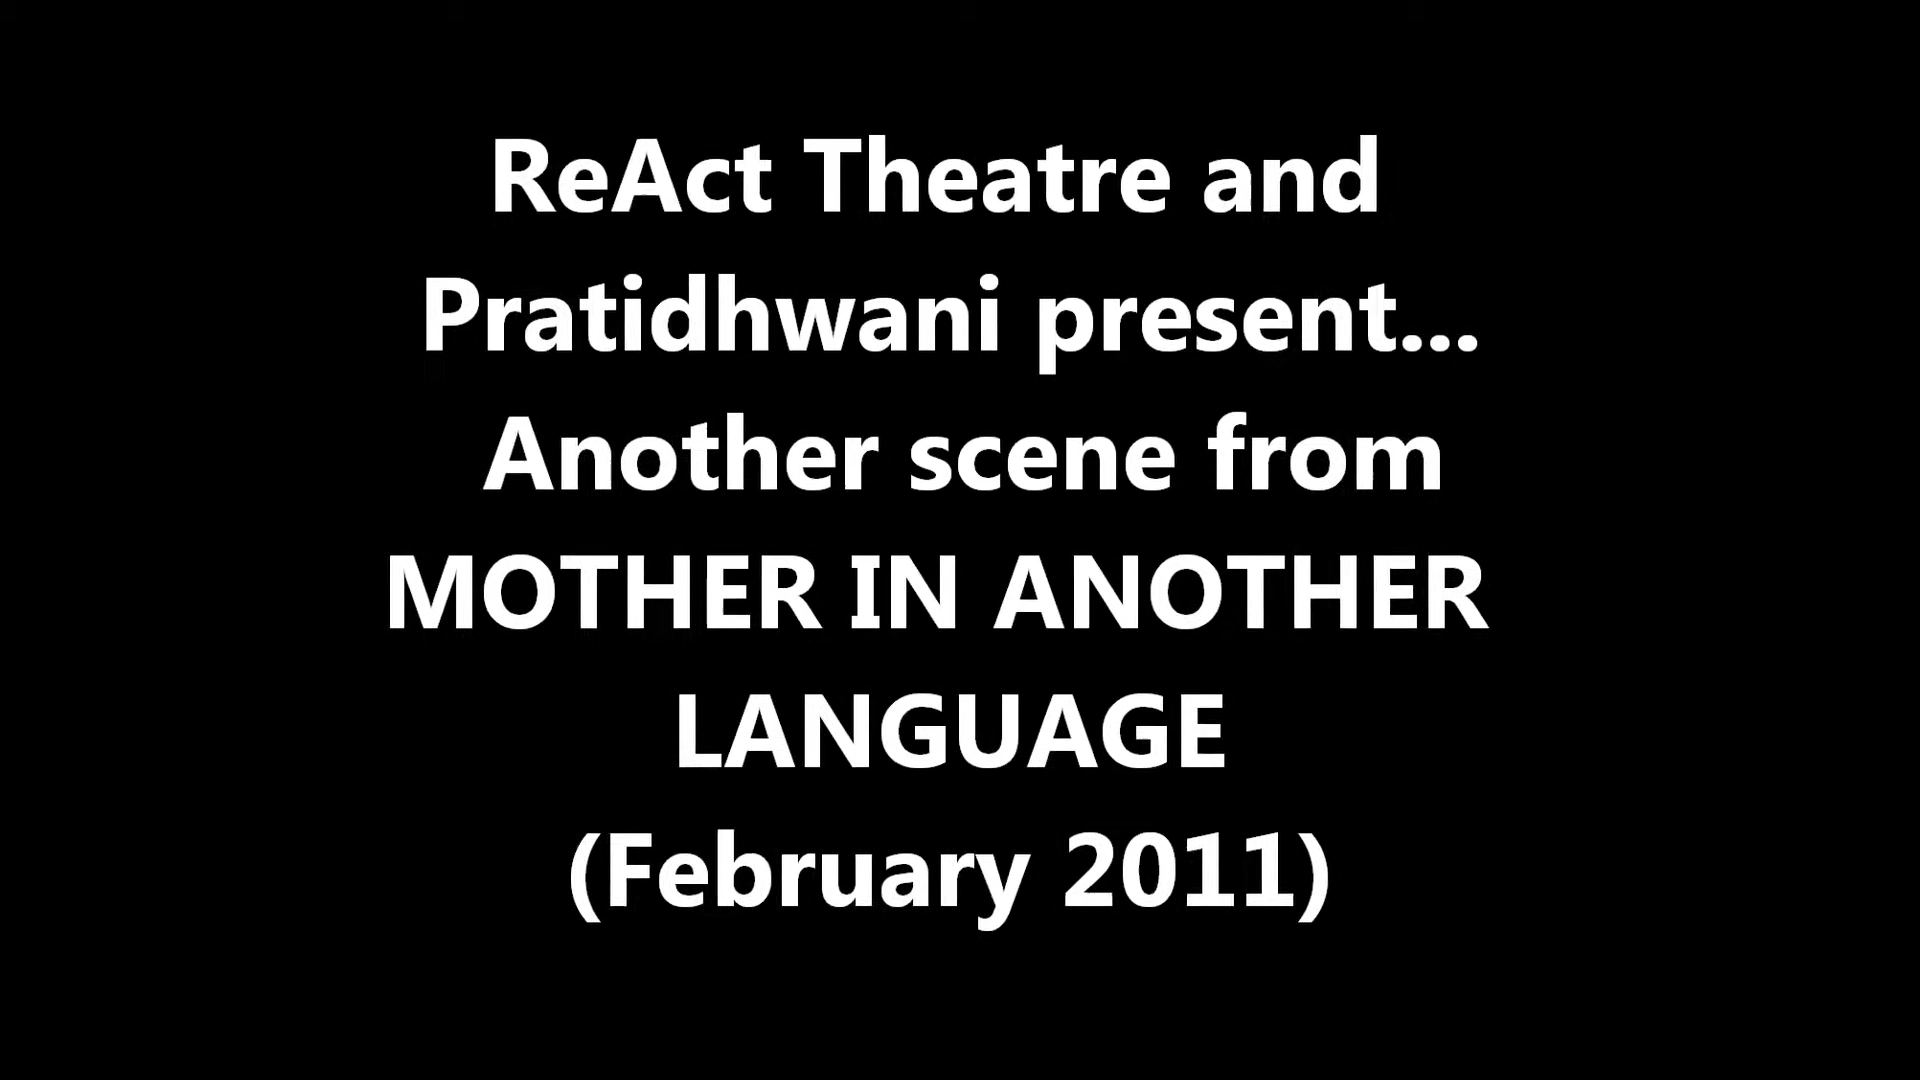 ReAct Theatre and
Pratidhwani present...
Another scene from
MOTHER IN ANOTHER
LANGUAGE
(February 2011)